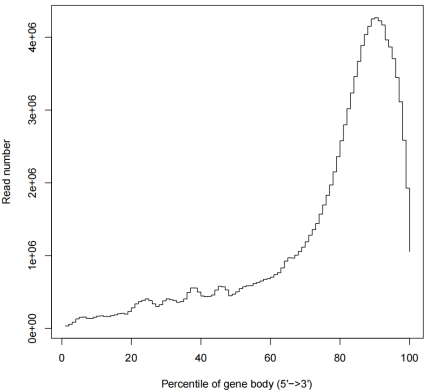 4e+06
3e+06
2e+06
1e+06
0e+00
Read number
0 20 40 60 80 100
Percentile of gene body (5'->3')